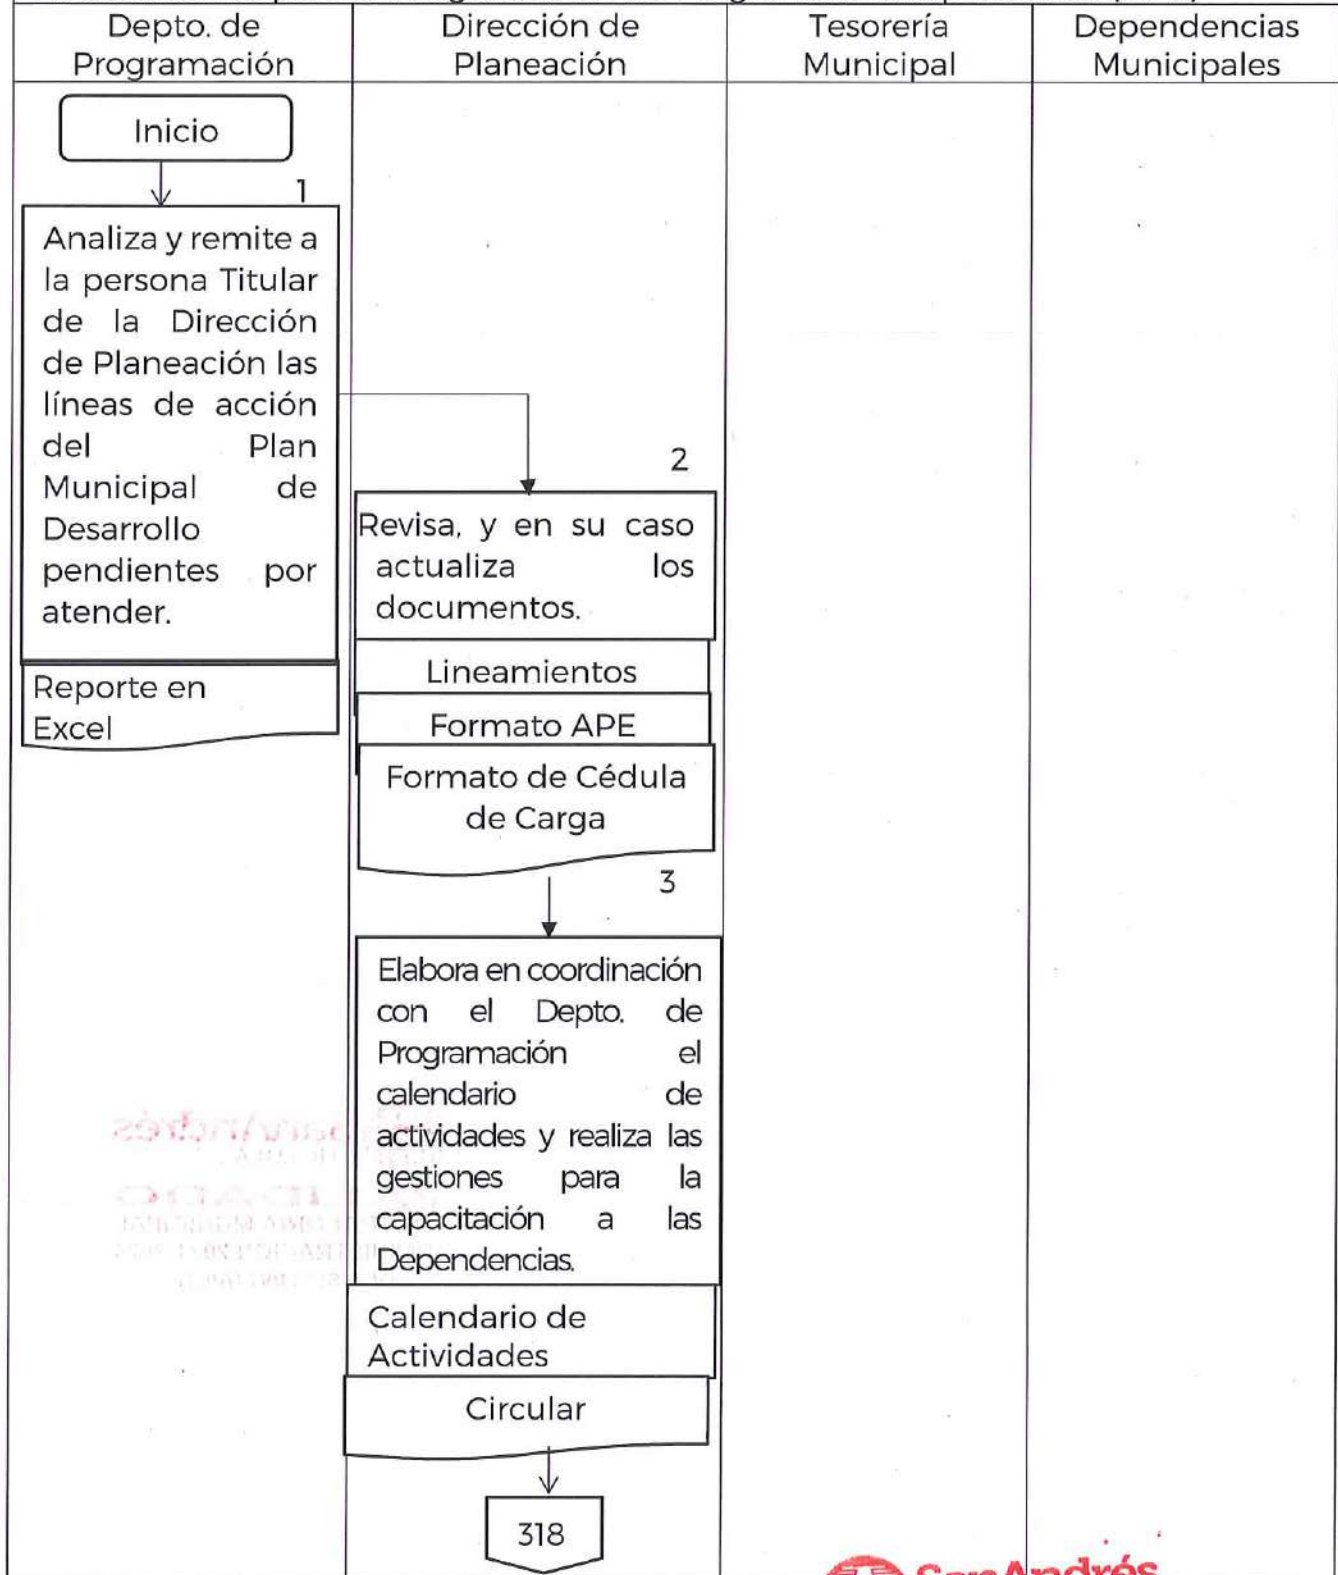 Depto. de
Programación
Dirección de
Planeación
Tesorería
Municipal
Dependencias
Municipales
Inicio
1
Analiza y remite a
la persona Titular
de la Dirección
de Planeación las
líneas de acción
del Plan
Municipal de
Desarrollo
pendientes por
atender.
Reporte en
Excel
2
Revisa, y en su caso
actualiza los
documentos.
Lineamientos
Formato APE
Formato de Cédula
de Carga
3
Elabora en coordinación
con el Depto. de
Programación el
calendario de
actividades y realiza las
gestiones para la
capacitación a las
Dependencias.
Calendario de
Actividades
Circular
318
SanAndrés